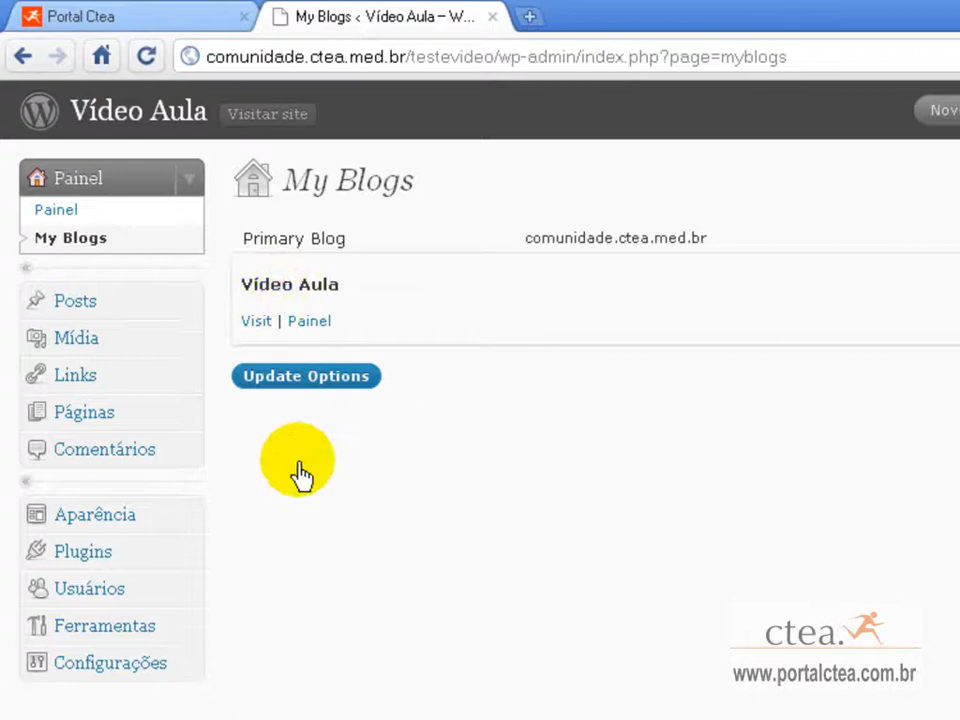 Portal Ctea
My Blogs ‹ Vídeo Aula – W...
comunidade.ctea.med.br/testevideo/wp-admin/index.php?page=myblogs
Vídeo Aula
Visitar site
Nov
Painel
My Blogs
Painel
My Blogs
Primary Blog
comunidade.ctea.med.br
Vídeo Aula
Visit | Painel
Update Options
Posts
Mídia
Links
Páginas
Comentários
Aparência
Plugins
Usuários
Ferramentas
Configurações
ctea.
www.portalctea.com.br